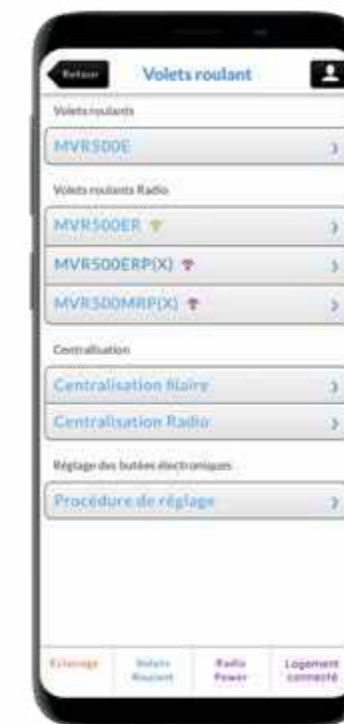 Retour
Volets roulant
Volets roulants
MVR500E
Volets roulants Radio
MVR500ER
MVR500ERP(X)
MVR500MRP(X)
Centralisation
Centralisation filaire
Centralisation Radio
Réglage des butées électroniques
Procédure de réglage
Eclairage
Volets
Roulant
Radio
Power
Logement
connecté